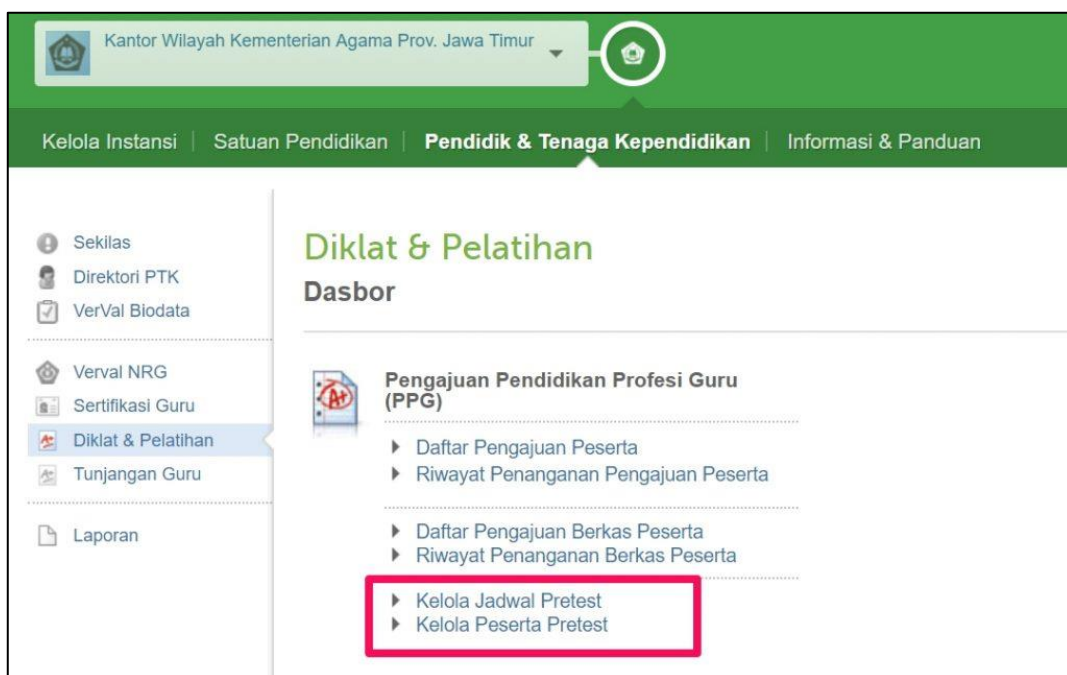 Kantor Wilayah Kementerian Agama Prov. Jawa Timur
Kelola Instansi | Satuan Pendidikan | Pendidik & Tenaga Kependidikan | Informasi & Panduan
Sekilas
Direktori PTK
VerVal Biodata
Verval NRG
Sertifikasi Guru
Diklat & Pelatihan
Tunjangan Guru
Laporan
Diklat & Pelatihan
Dasbor
A+
Pengajuan Pendidikan Profesi Guru
(PPG)
Daftar Pengajuan Peserta
Riwayat Penanganan Pengajuan Peserta
Daftar Pengajuan Berkas Peserta
Riwayat Penanganan Berkas Peserta
Kelola Jadwal Pretest
Kelola Peserta Pretest